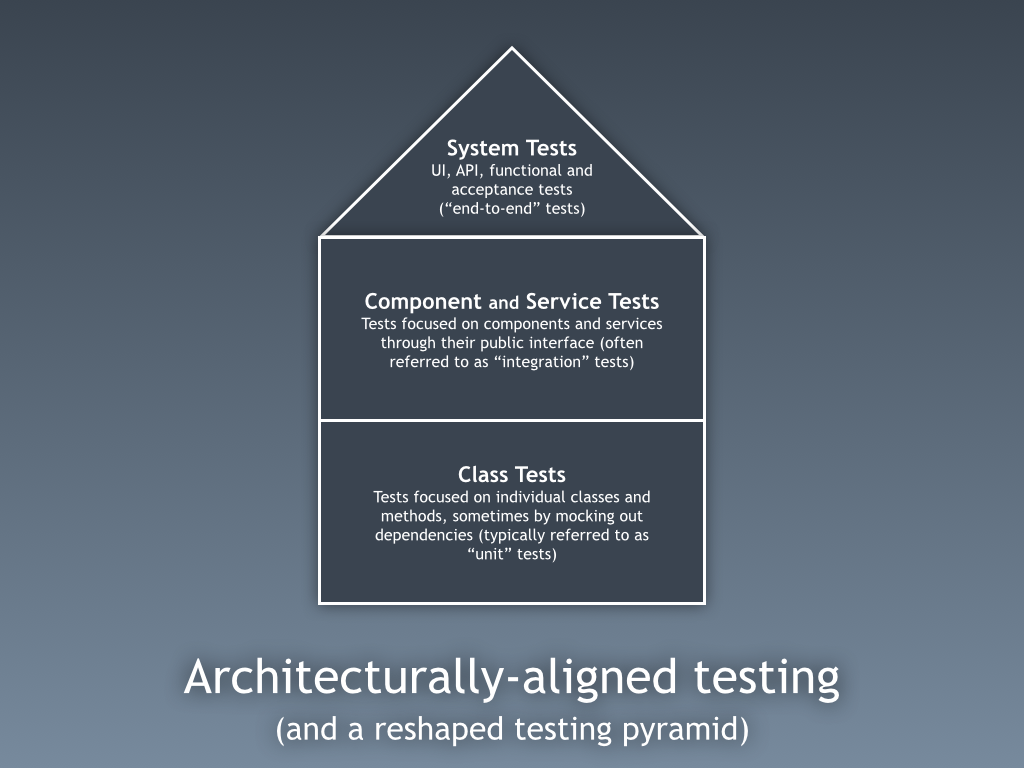 System Tests
UI, API, functional and
acceptance tests
(“end-to-end” tests)
Component and Service Tests
Tests focused on components and services
through their public interface (often
referred to as “integration” tests)
Class Tests
Tests focused on individual classes and
methods, sometimes by mocking out
dependencies (typically referred to as
“unit” tests)
Architecturally-aligned testing
(and a reshaped testing pyramid)